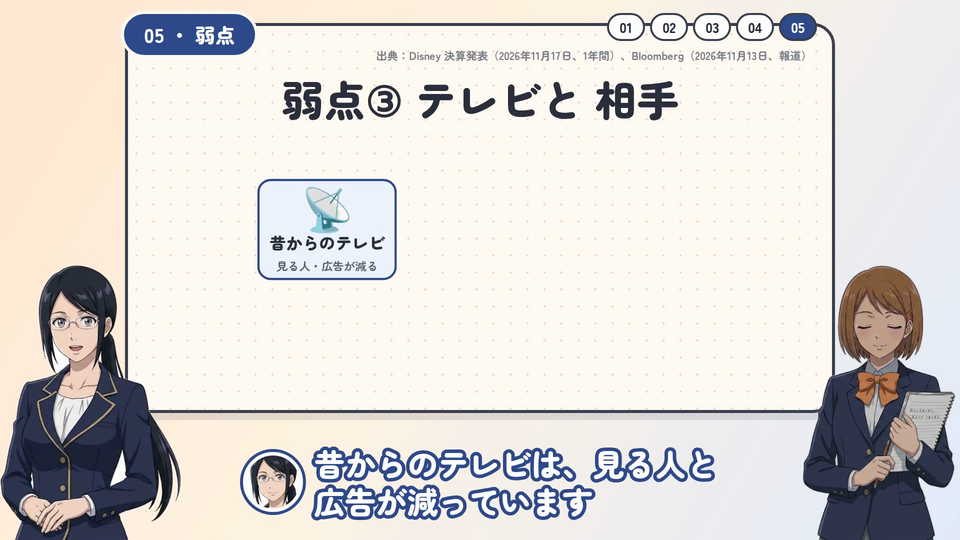 05 ・ 弱点
01
02
03
04
05
出典：Disney 決算発表（2026年11月17日、1年間）、Bloomberg（2026年11月13日、報道）
弱点③ テレビと 相手
昔からのテレビ
見る人・広告が減る
昔からのテレビは、見る人と
広告が減っています